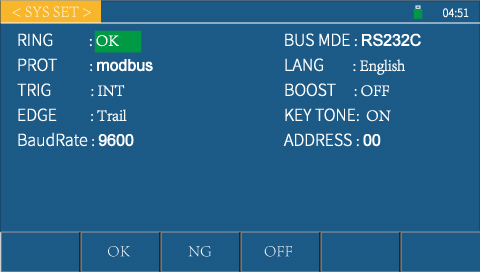 < SYS SET >
04:51
RING : OK
BUS MDE : RS232C
PROT : modbus
LANG : English
TRIG : INT
BOOST : OFF
EDGE : Trail
KEY TONE: ON
BaudRate : 9600
ADDRESS : 00
OK NG OFF